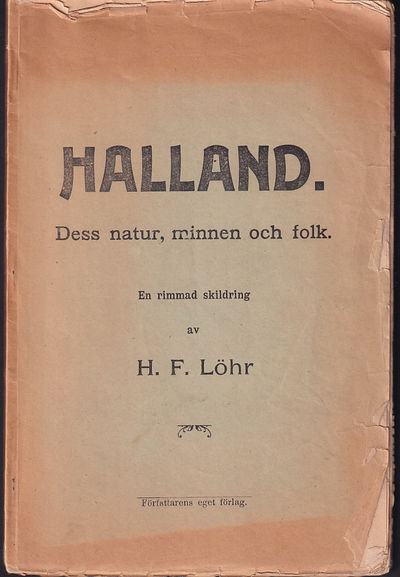 HALLAND.
Dess natur, minnen och folk.
En rimmad skildring
av
H. F. Löhr
Författarens eget förlag.